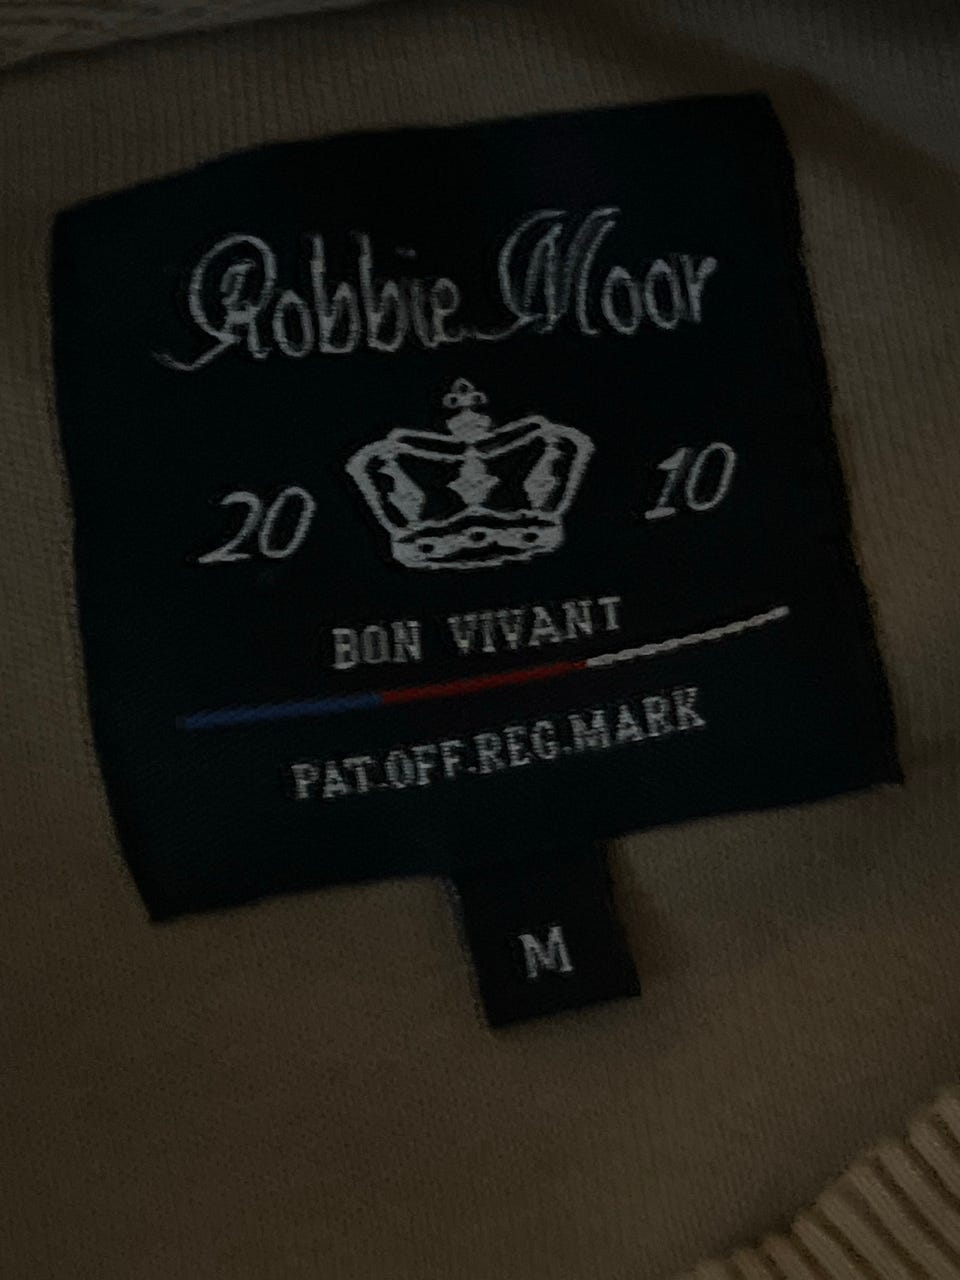 Robbie Moor
20 10
BON VIVANT
PAT.OFF.REG.MARK
M